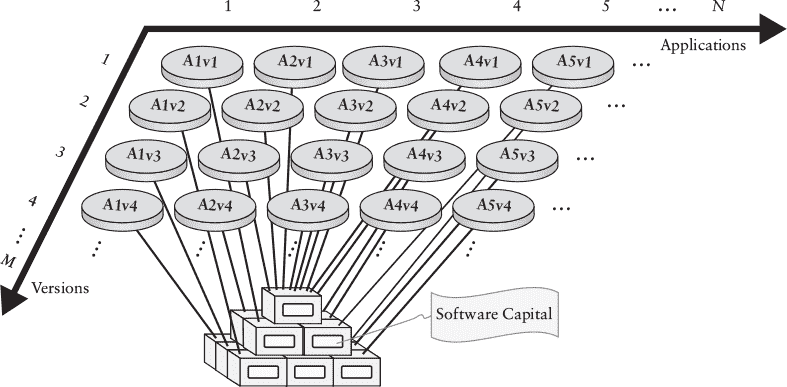 1 2 3 4 5 ... N
Applications
1
A1v1 A2v1 A3v1 A4v1 A5v1 ...
2
A1v2 A2v2 A3v2 A4v2 A5v2 ...
3
A1v3 A2v3 A3v3 A4v3 A5v3 ...
4
A1v4 A2v4 A3v4 A4v4 A5v4 ...
M
Versions
Software Capital